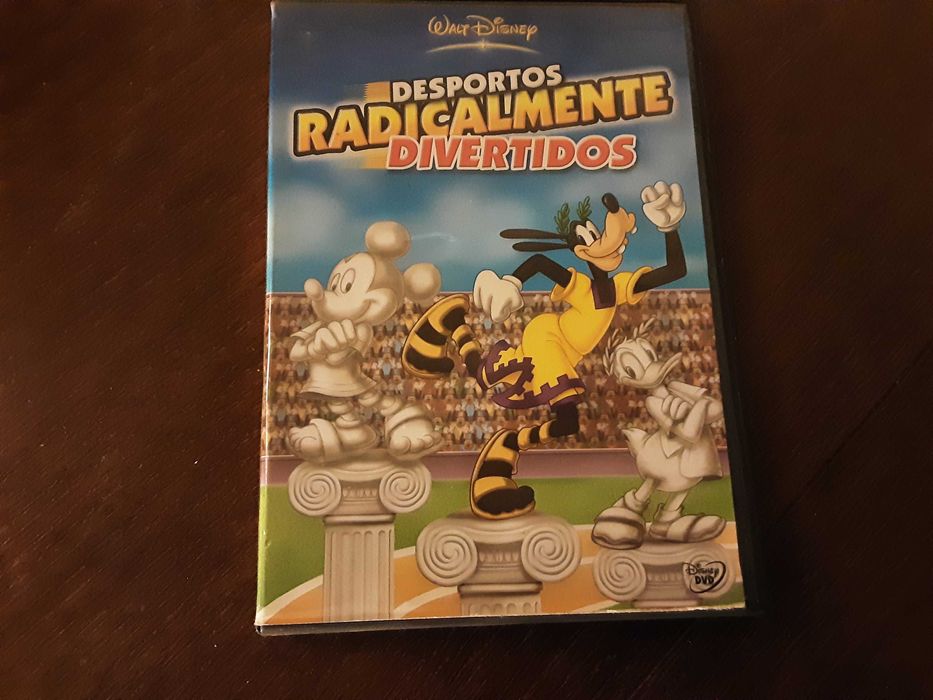 WALT DISNEY
DESPORTOS
RADICALMENTE
DIVERTIDOS
DISNEY
DVD